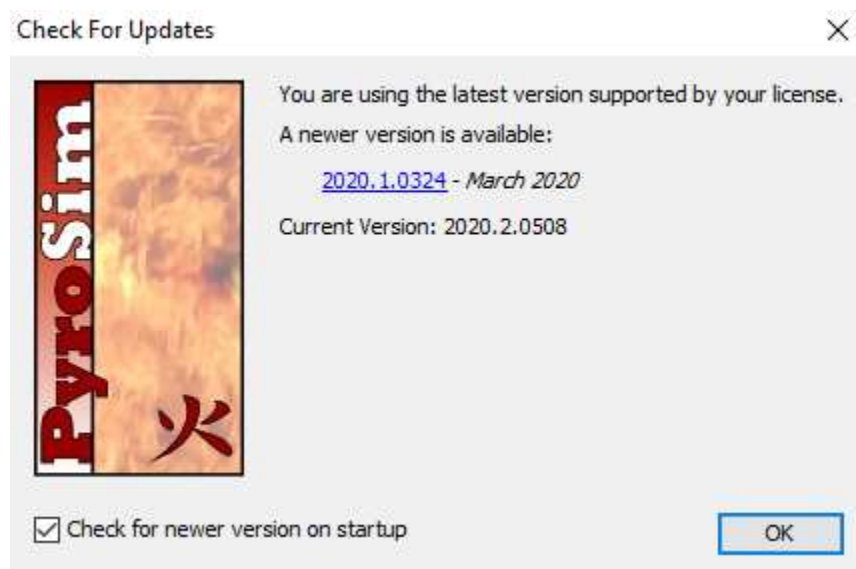 Check For Updates
You are using the latest version supported by your license.
A newer version is available:
2020.1.0324 - March 2020
Current Version: 2020.2.0508
PyroSim
火
Check for newer version on startup
OK